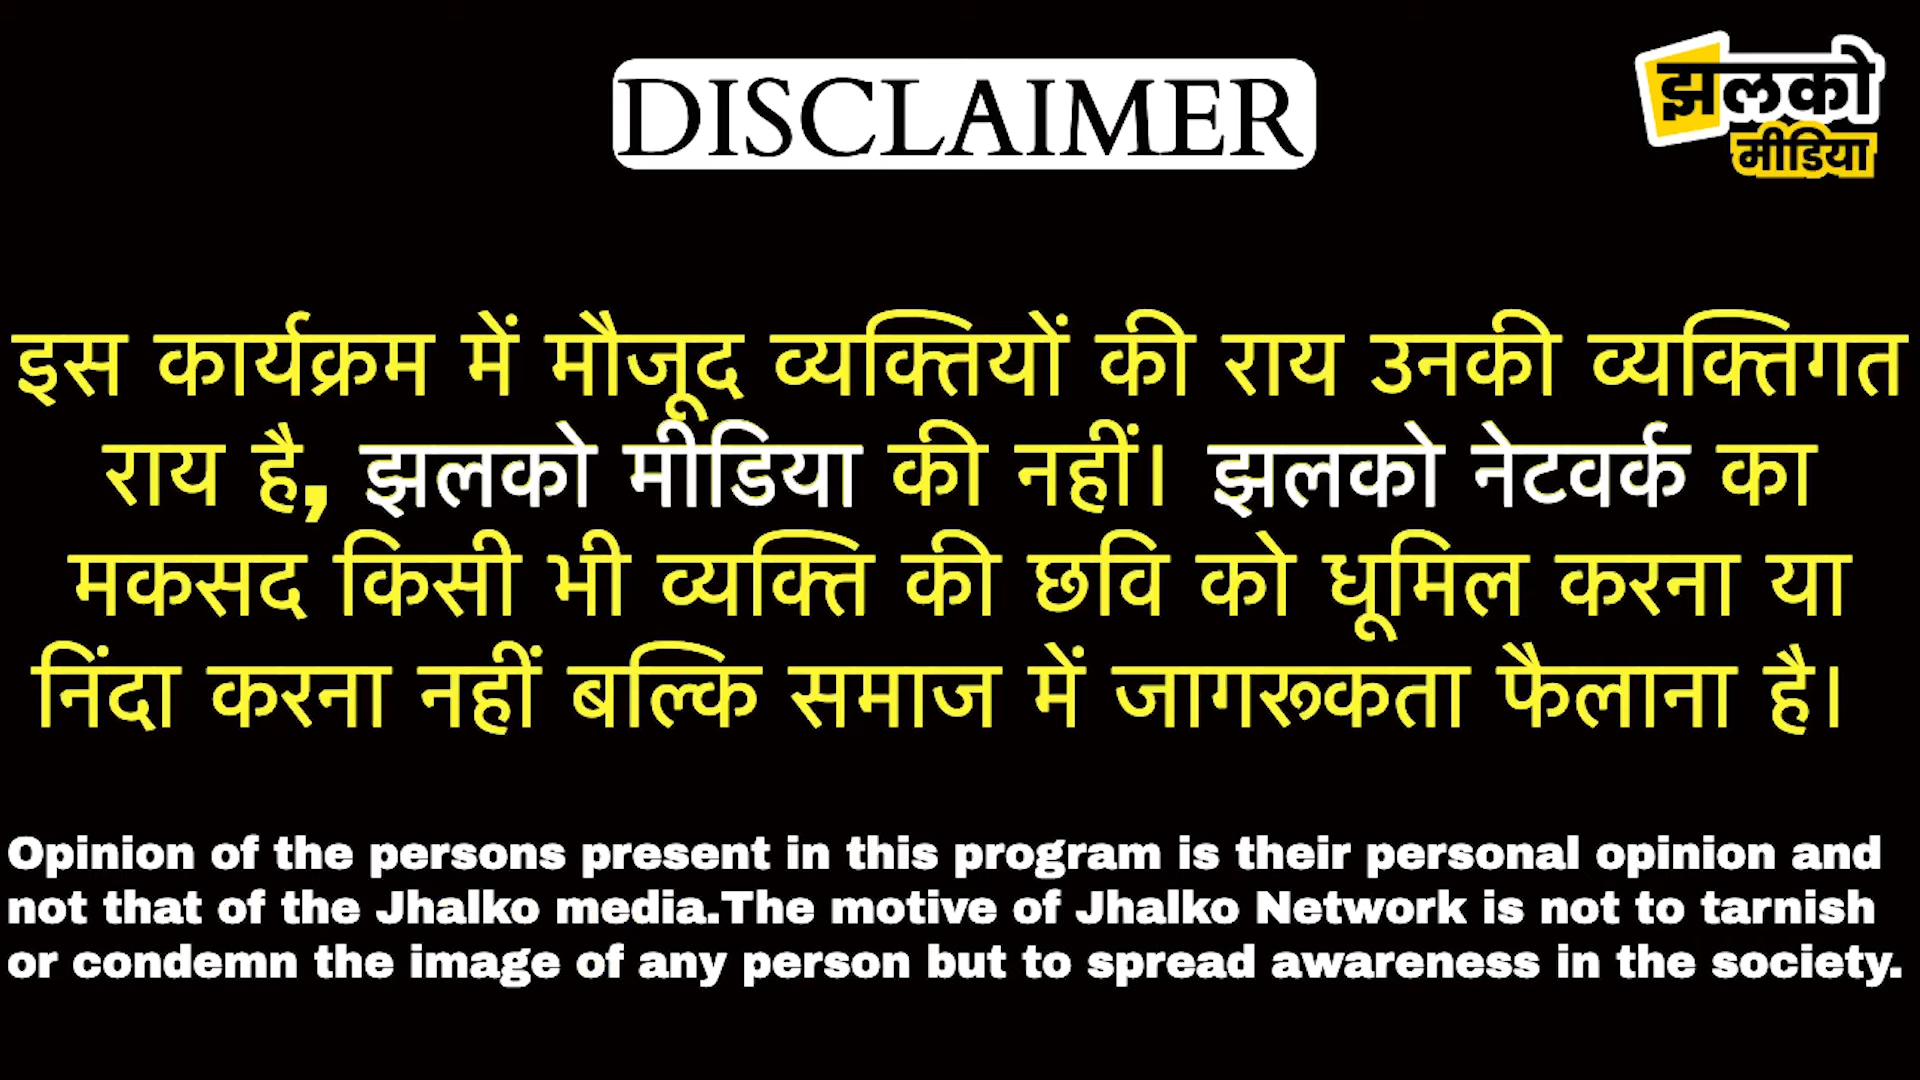 DISCLAIMER
झलको
मीडिया
इस कार्यक्रम में मौजूद व्यक्तियों की राय उनकी व्यक्तिगत
राय है, झलको मीडिया की नहीं। झलको नेटवर्क का
मकसद किसी भी व्यक्ति की छवि को धूमिल करना या
निंदा करना नहीं बल्कि समाज में जागरूकता फैलाना है।
Opinion of the persons present in this program is their personal opinion and
not that of the Jhalko media.The motive of Jhalko Network is not to tarnish
or condemn the image of any person but to spread awareness in the society.